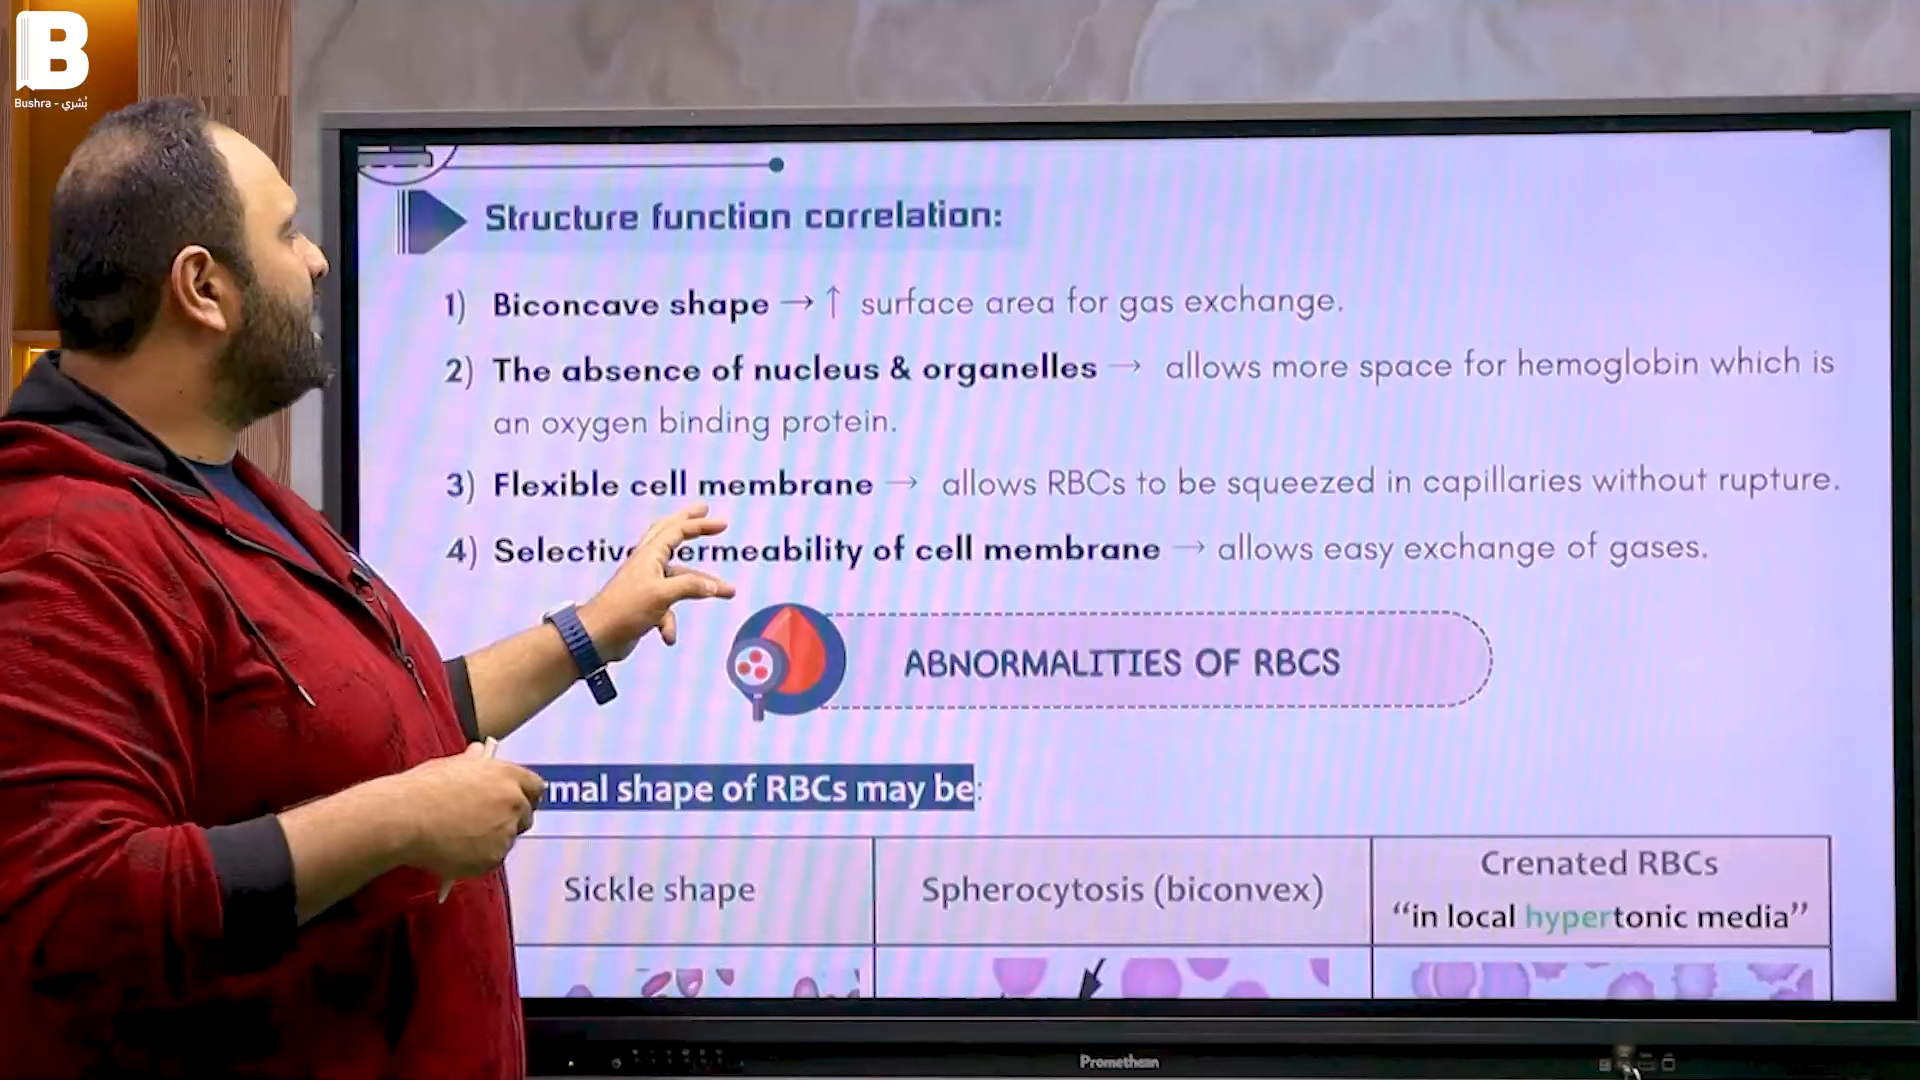 B
Bushra - بُشري
Structure function correlation:
1) Biconcave shape → ↑ surface area for gas exchange.
2) The absence of nucleus & organelles → allows more space for hemoglobin which is
an oxygen binding protein.
3) Flexible cell membrane → allows RBCs to be squeezed in capillaries without rupture.
4) Selective permeability of cell membrane → allows easy exchange of gases.
ABNORMALITIES OF RBCS
shape of RBCs may be:
Sickle shape
Spherocytosis (biconvex)
Crenated RBCs
“in local hypertonic media”
Promethean